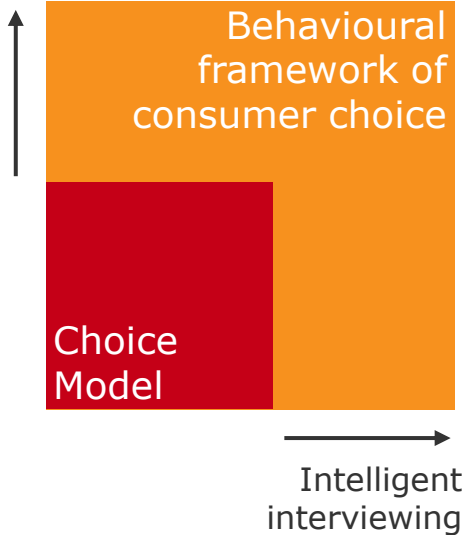 Behavioural
framework of
consumer choice
Choice
Model
Intelligent
interviewing